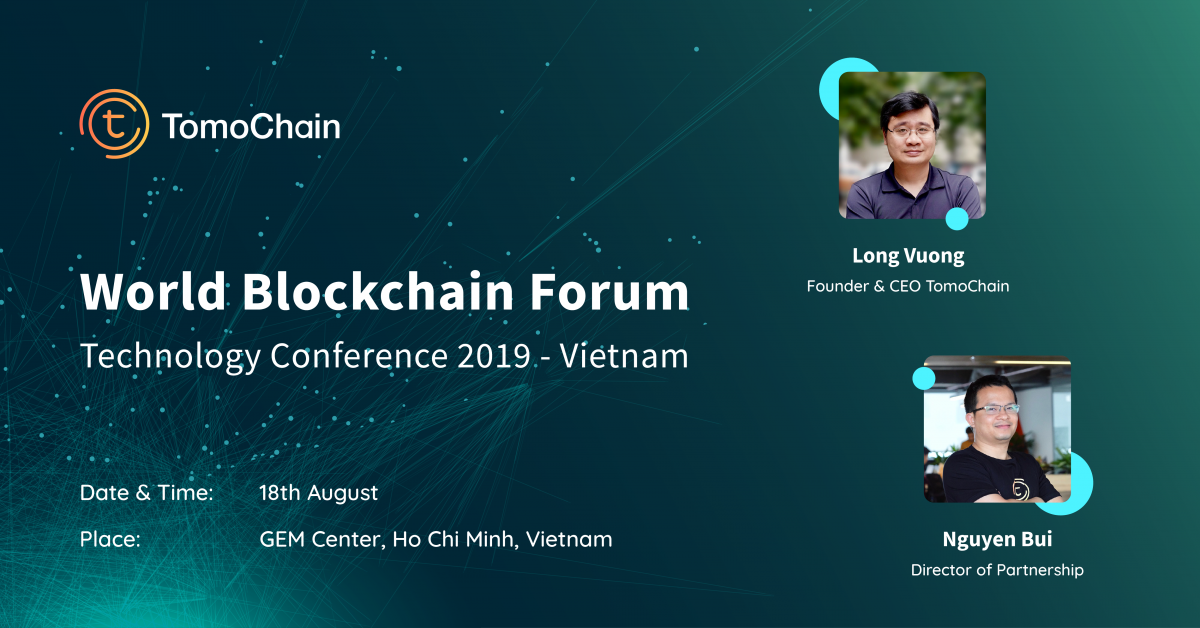 TomoChain
World Blockchain Forum
Technology Conference 2019 - Vietnam
Date & Time: 18th August
Place: GEM Center, Ho Chi Minh, Vietnam
Long Vuong
Founder & CEO TomoChain
Nguyen Bui
Director of Partnership